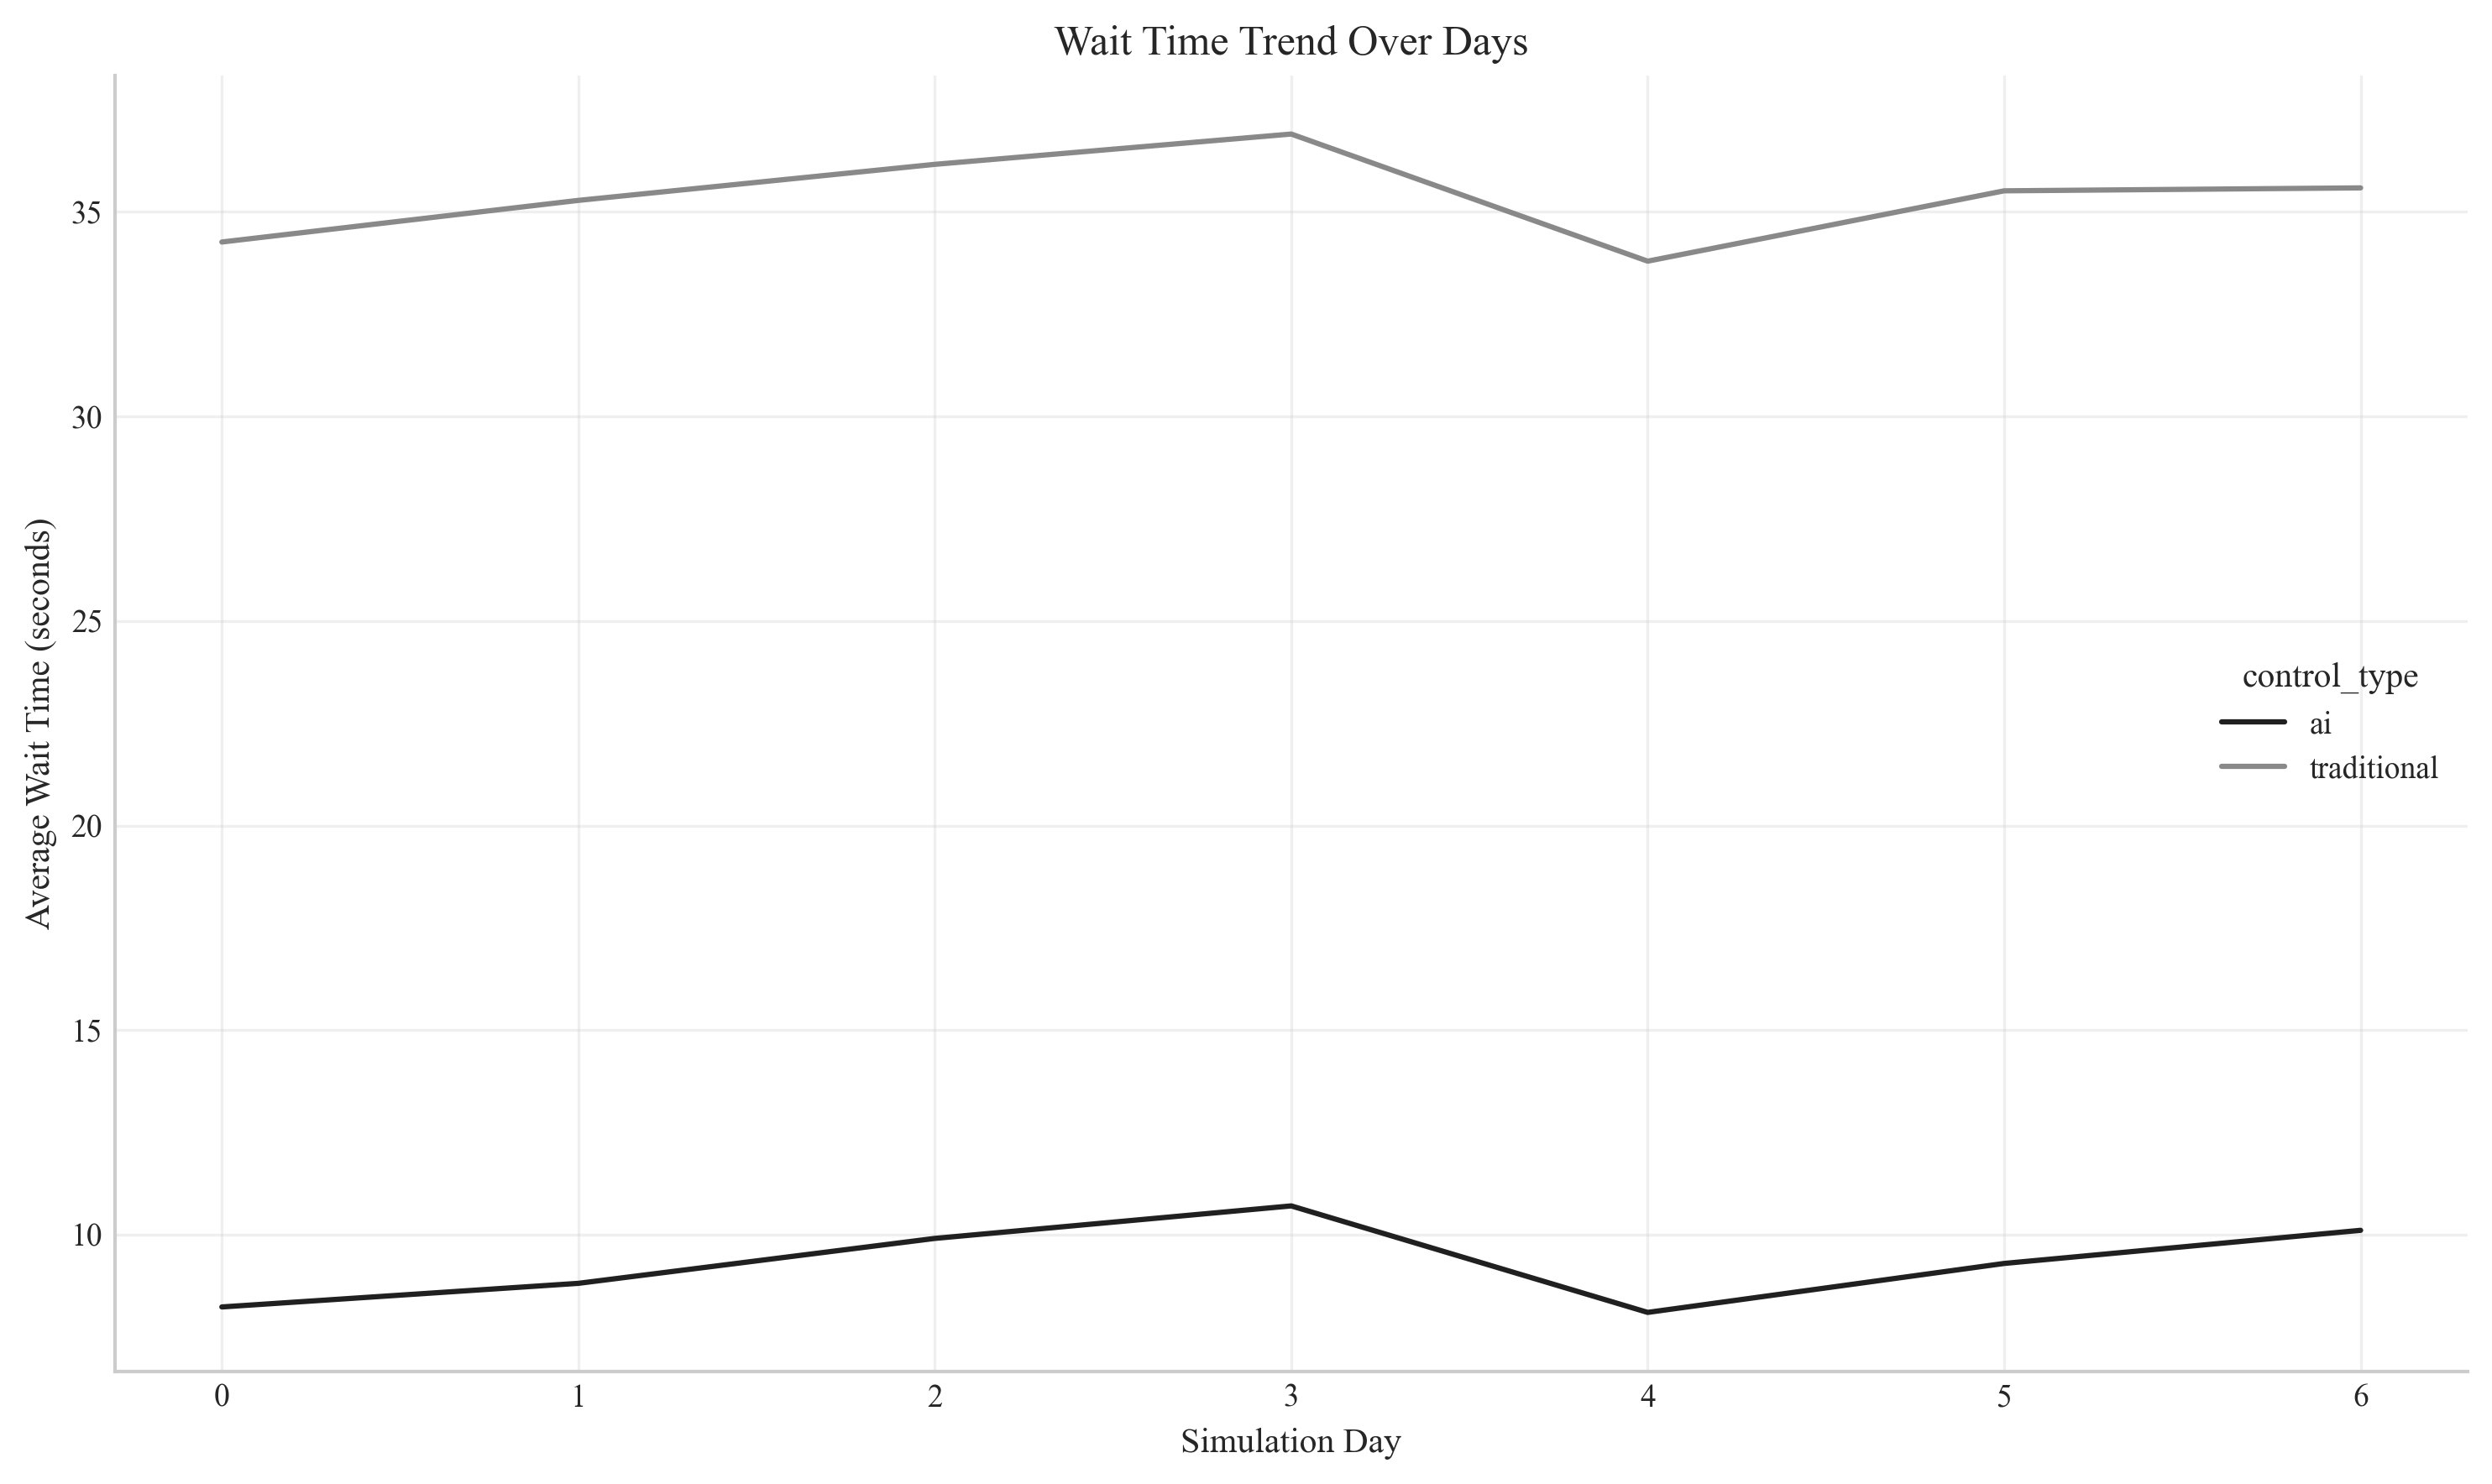 Wait Time Trend Over Days
Average Wait Time (seconds)
35
30
25
20
15
10
control_type
ai
traditional
0 1 2 3 4 5 6
Simulation Day